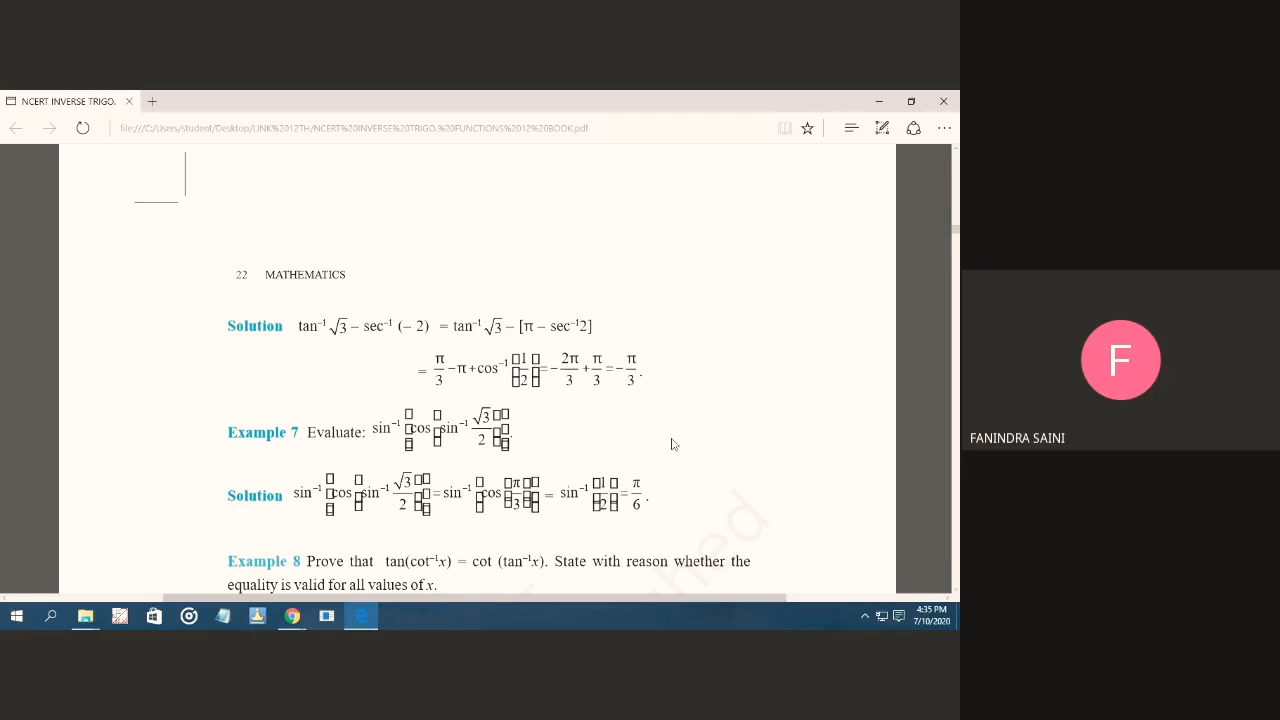 NCERT INVERSE TRIGO.
file:///C:/Users/student/Desktop/LINK%2012TH/NCERT%20INVERSE%20TRIGO.%20FUNCTIONS%2012%20BOOK.pdf
22 MATHEMATICS
Solution tan⁻¹ √3 – sec⁻¹ (– 2) = tan⁻¹ √3 – [π – sec⁻¹2]
= π/3 − π + cos⁻¹ (1/2) = − 2π/3 + π/3 = − π/3 .
Example 7 Evaluate: sin⁻¹ [cos (sin⁻¹ √3/2)] .
Solution sin⁻¹ [cos (sin⁻¹ √3/2)] = sin⁻¹ [cos (π/3)] = sin⁻¹ (1/2) = π/6 .
Example 8 Prove that tan(cot⁻¹x) = cot (tan⁻¹x). State with reason whether the
equality is valid for all values of x.
F
FANINDRA SAINI
4:35 PM
7/10/2020